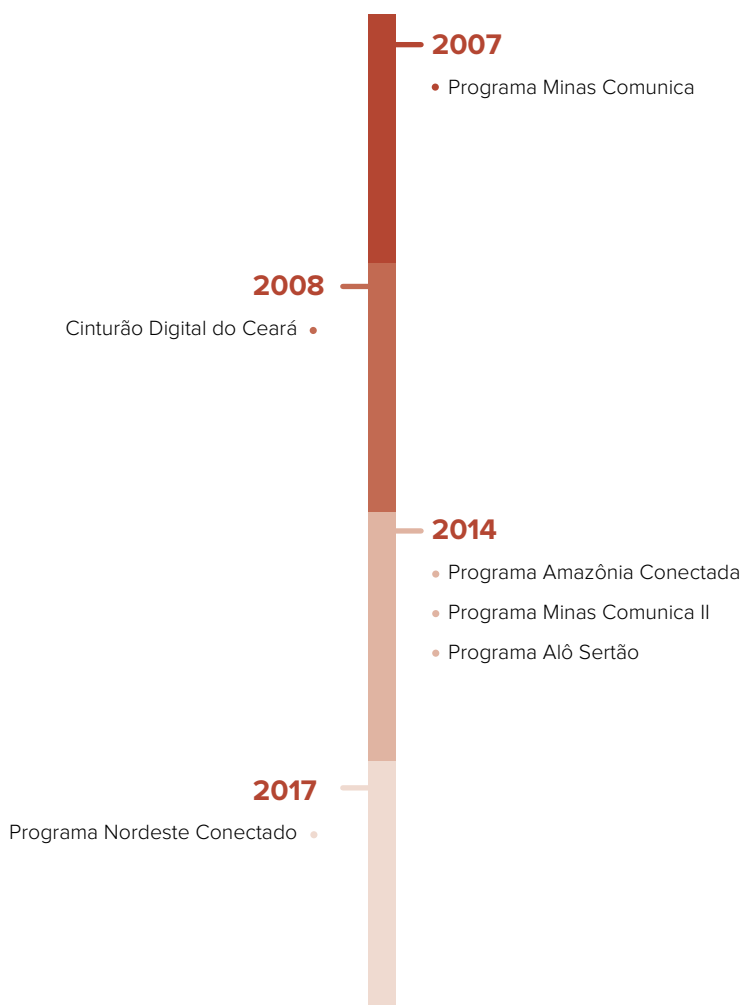 2007
• Programa Minas Comunica
2008
Cinturão Digital do Ceará •
2014
• Programa Amazônia Conectada
• Programa Minas Comunica II
• Programa Alô Sertão
2017
Programa Nordeste Conectado •